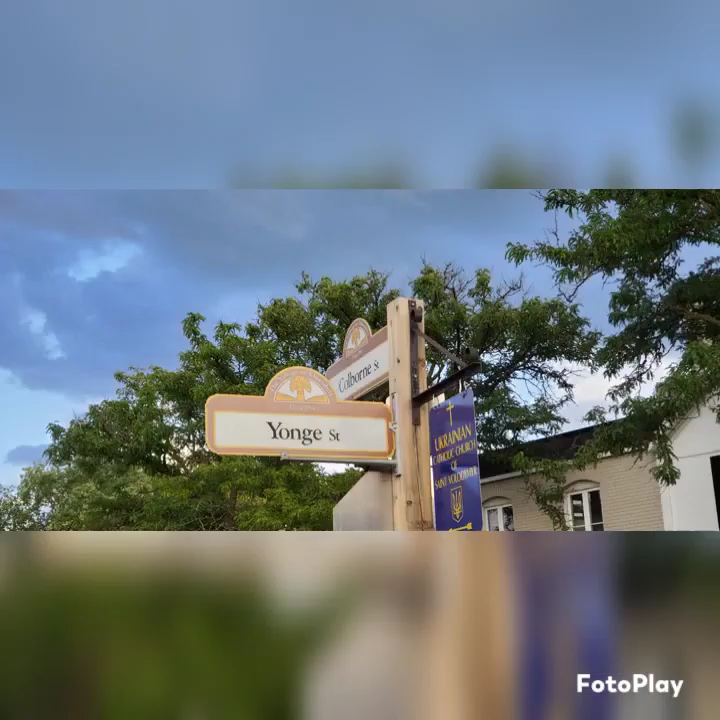 Colborne St
Yonge St
UKRAINIAN
CATHOLIC CHURCH
OF
SAINT VOLODYMYR
FotoPlay